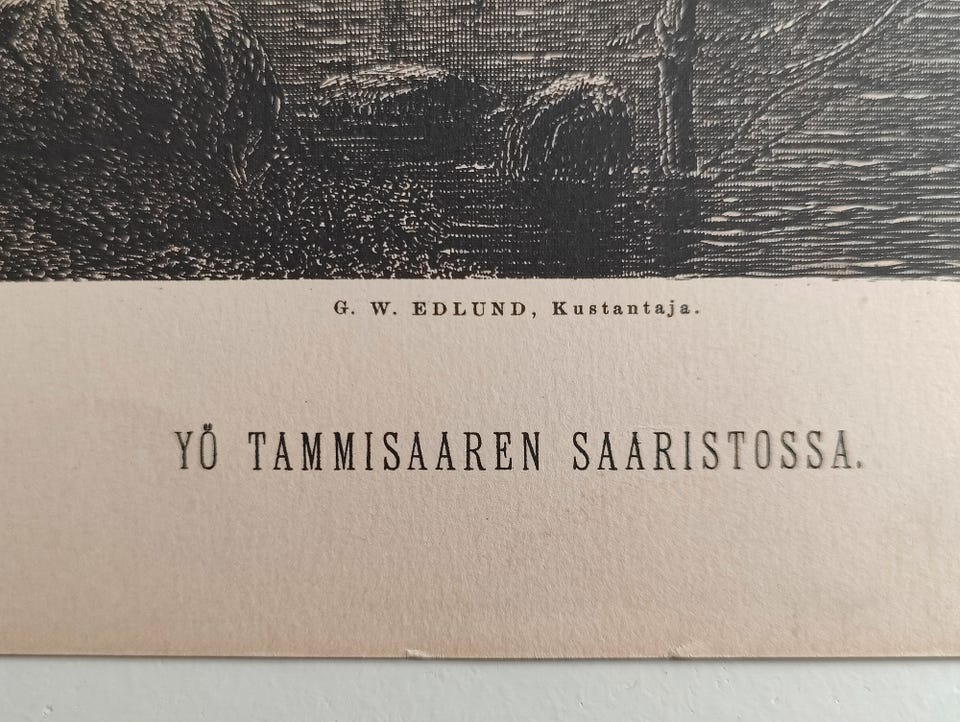 G. W. EDLUND, Kustantaja.
YÖ TAMMISAAREN SAARISTOSSA.